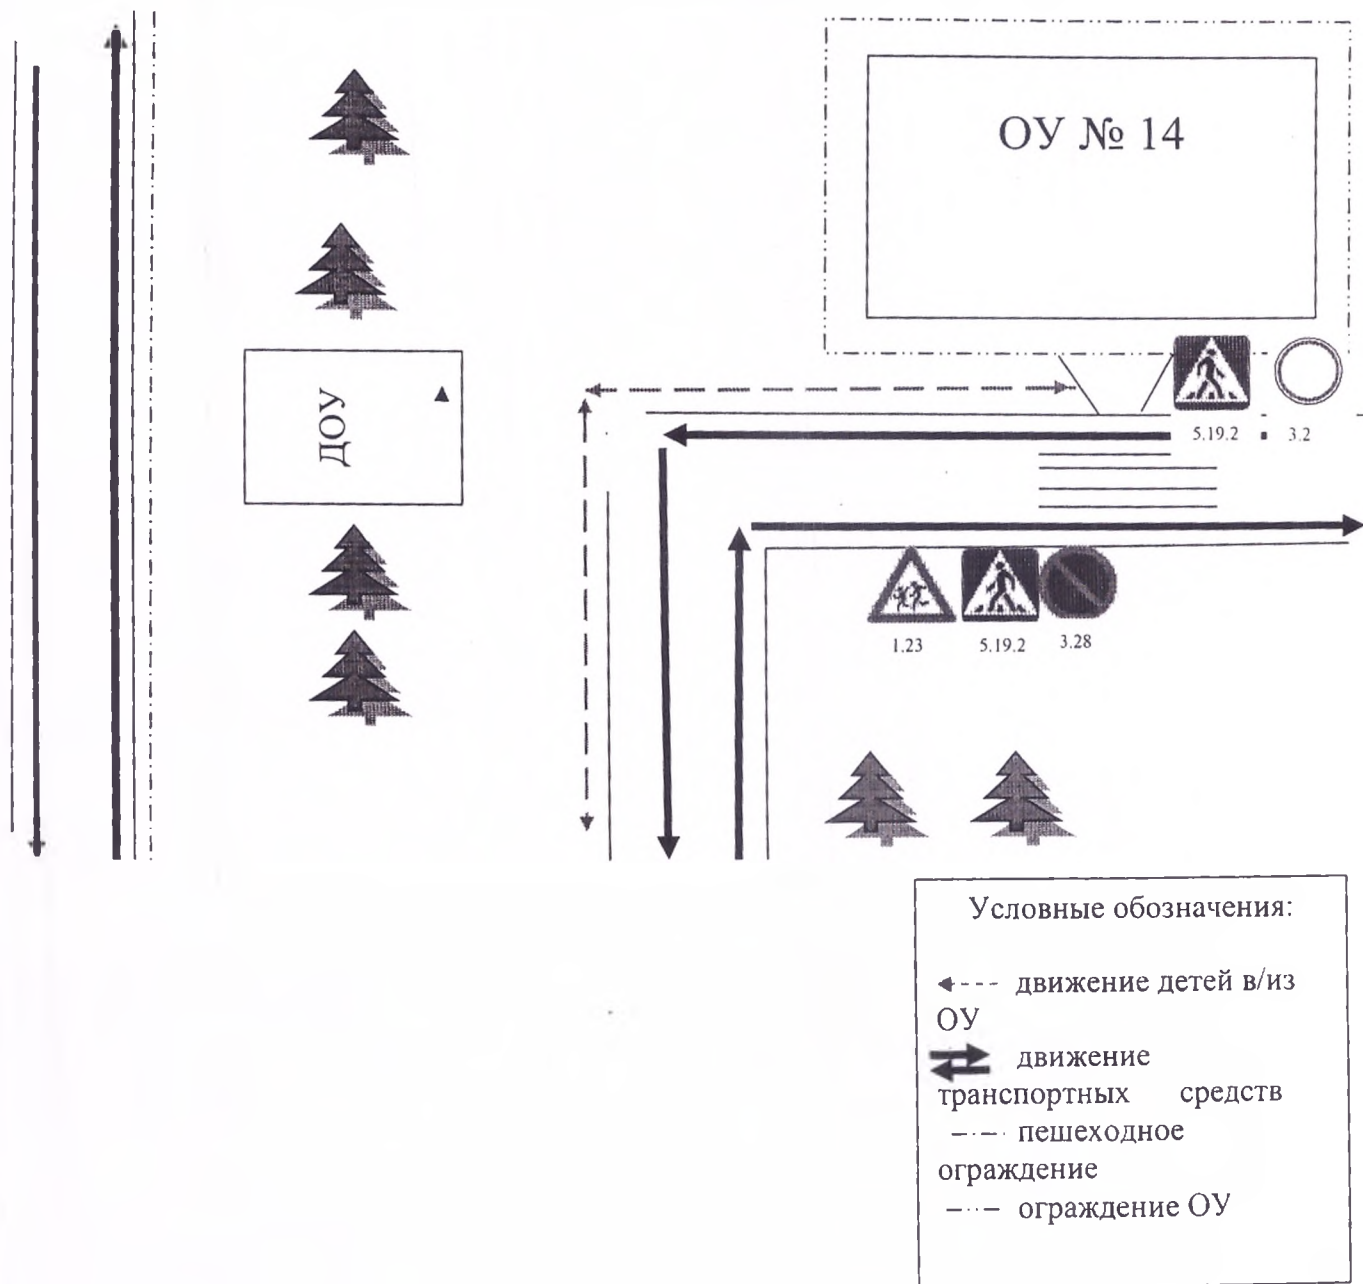 ОУ № 14
ДОУ
5.19.2
3.2
1.23
5.19.2
3.28
Условные обозначения:
движение детей в/из
ОУ
движение
транспортных средств
пешеходное
ограждение
ограждение ОУ